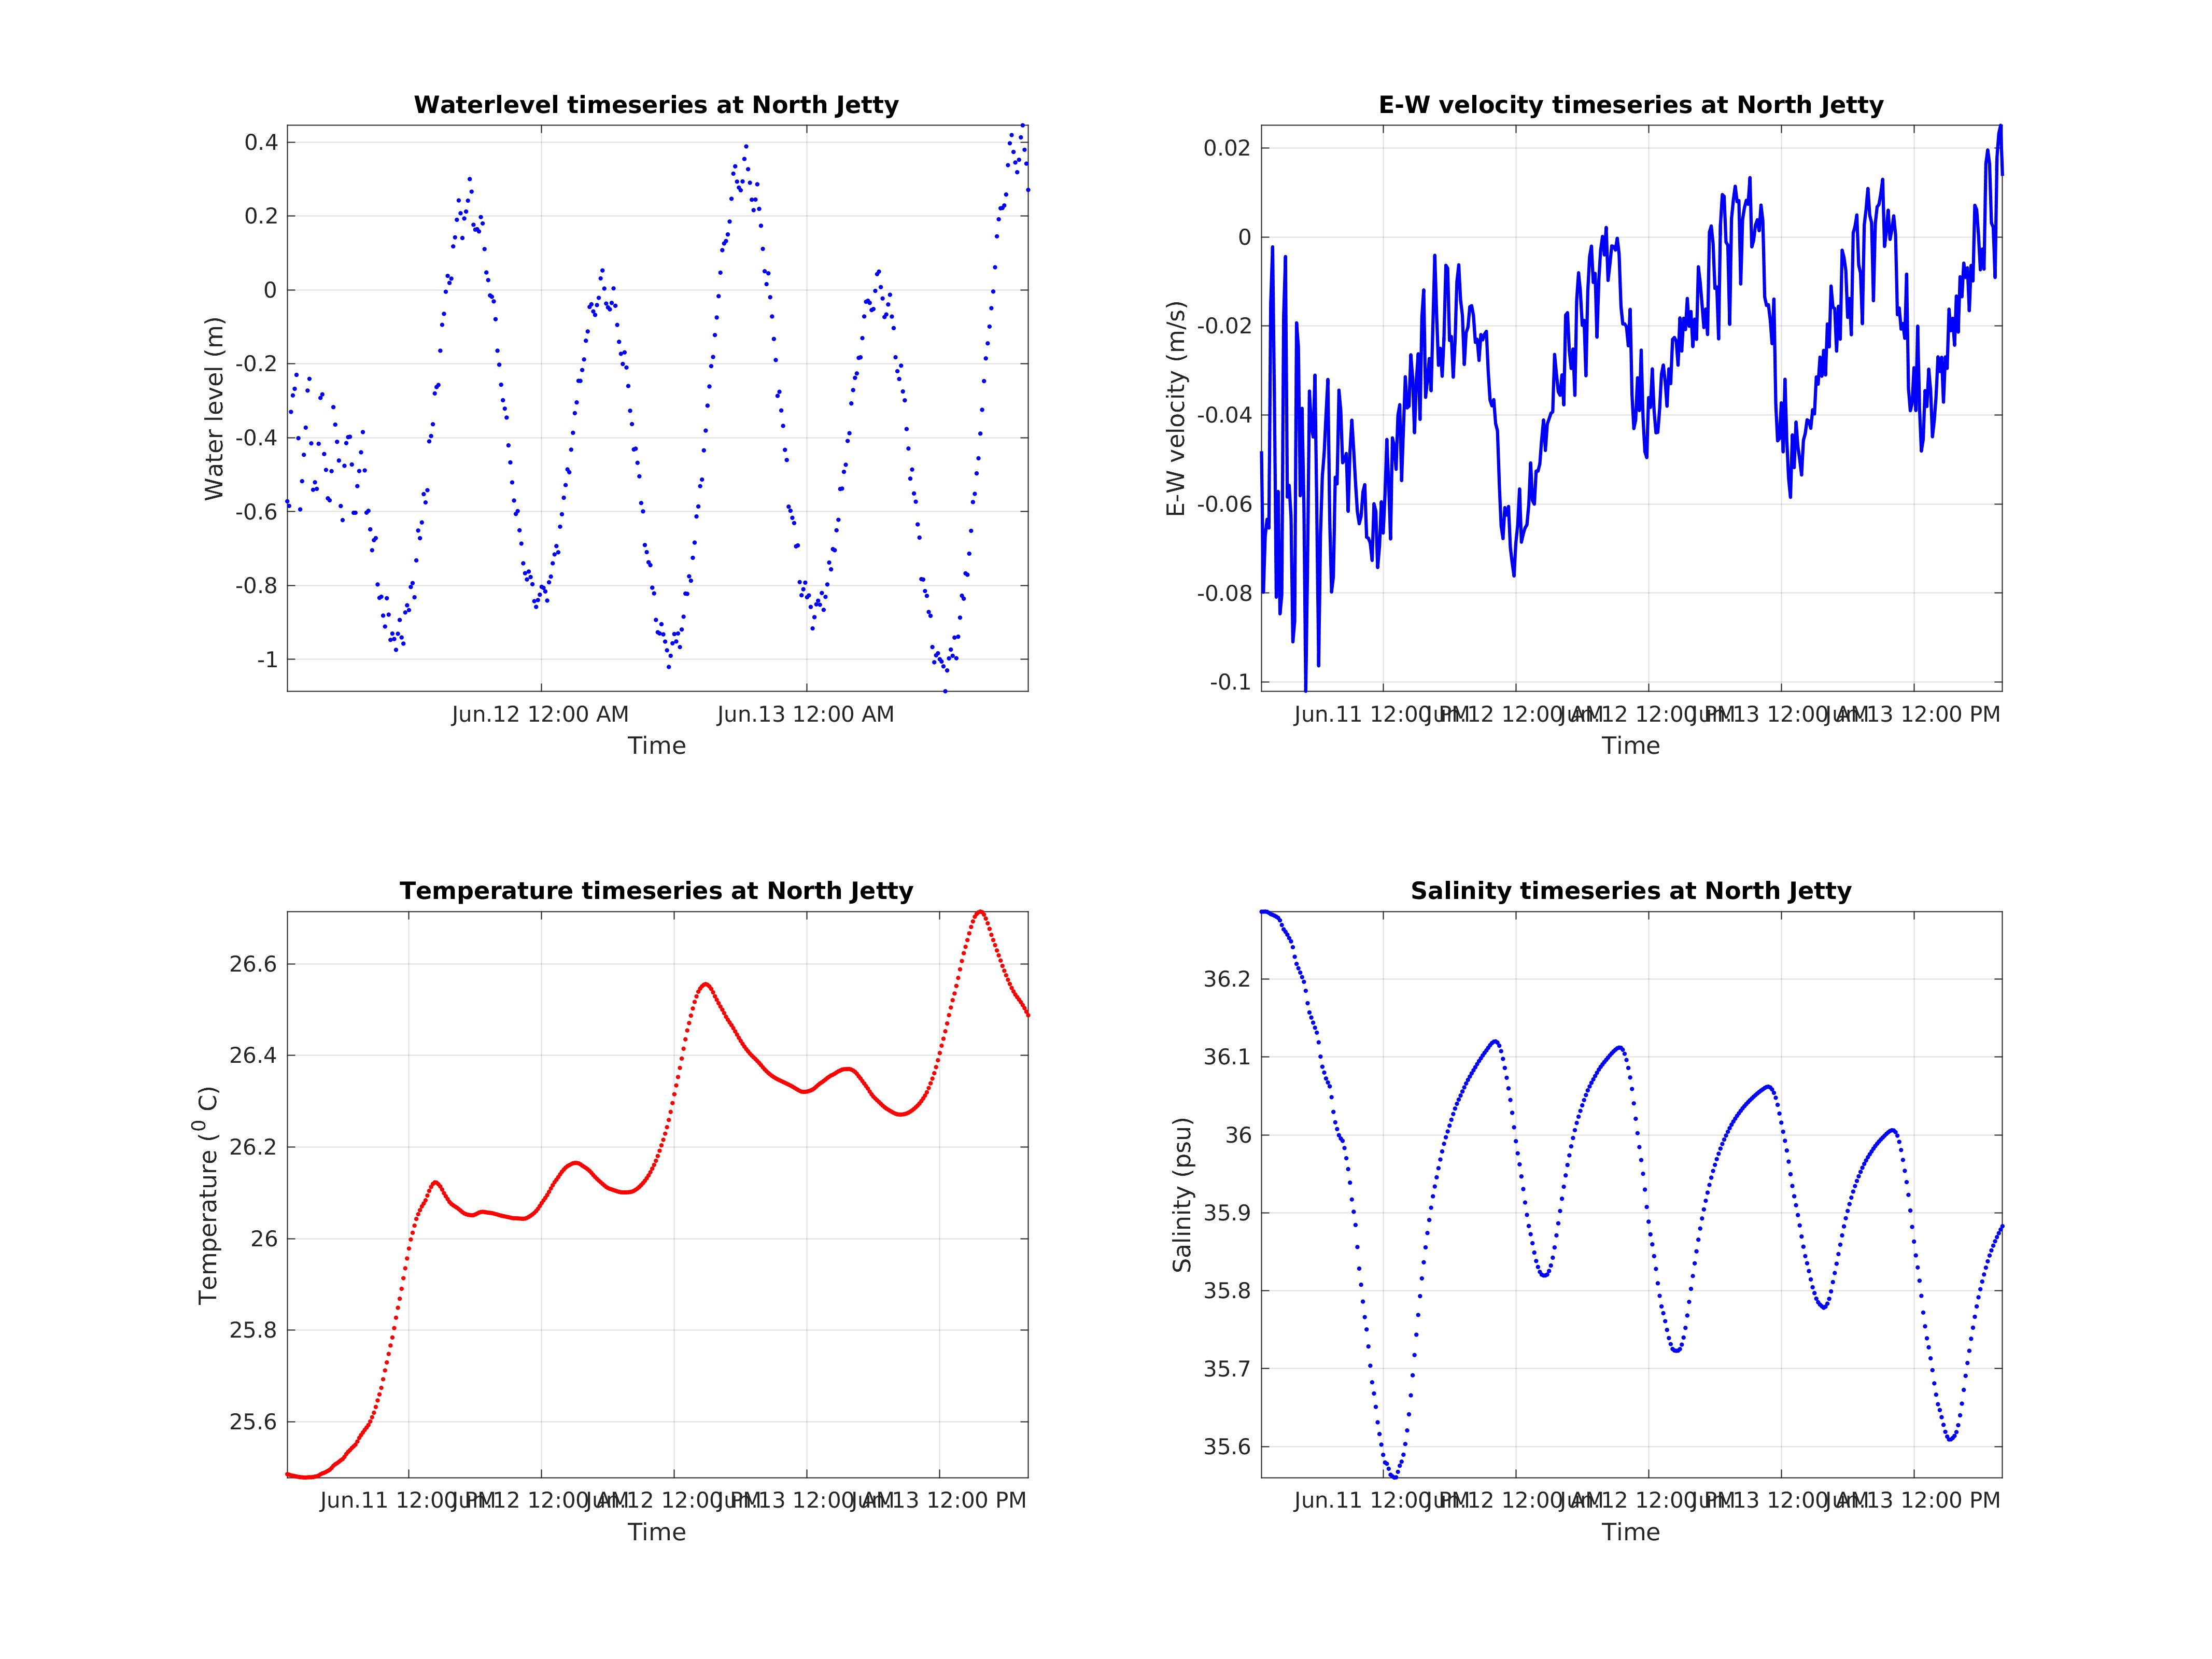 Waterlevel timeseries at North Jetty
0.4
0.2
0
-0.2
-0.4
-0.6
-0.8
-1
Water level (m)
Jun.12 12:00 AM
Jun.13 12:00 AM
Time
E-W velocity timeseries at North Jetty
0.02
0
-0.02
-0.04
-0.06
-0.08
-0.1
E-W velocity (m/s)
Jun.11 12:00 PM
Jun.12 12:00 AM
Jun.12 12:00 PM
Jun.13 12:00 AM
Jun.13 12:00 PM
Time
Temperature timeseries at North Jetty
26.6
26.4
26.2
26
25.8
25.6
Temperature (⁰ C)
Jun.11 12:00 PM
Jun.12 12:00 AM
Jun.12 12:00 PM
Jun.13 12:00 AM
Jun.13 12:00 PM
Time
Salinity timeseries at North Jetty
36.2
36.1
36
35.9
35.8
35.7
35.6
Salinity (psu)
Jun.11 12:00 PM
Jun.12 12:00 AM
Jun.12 12:00 PM
Jun.13 12:00 AM
Jun.13 12:00 PM
Time